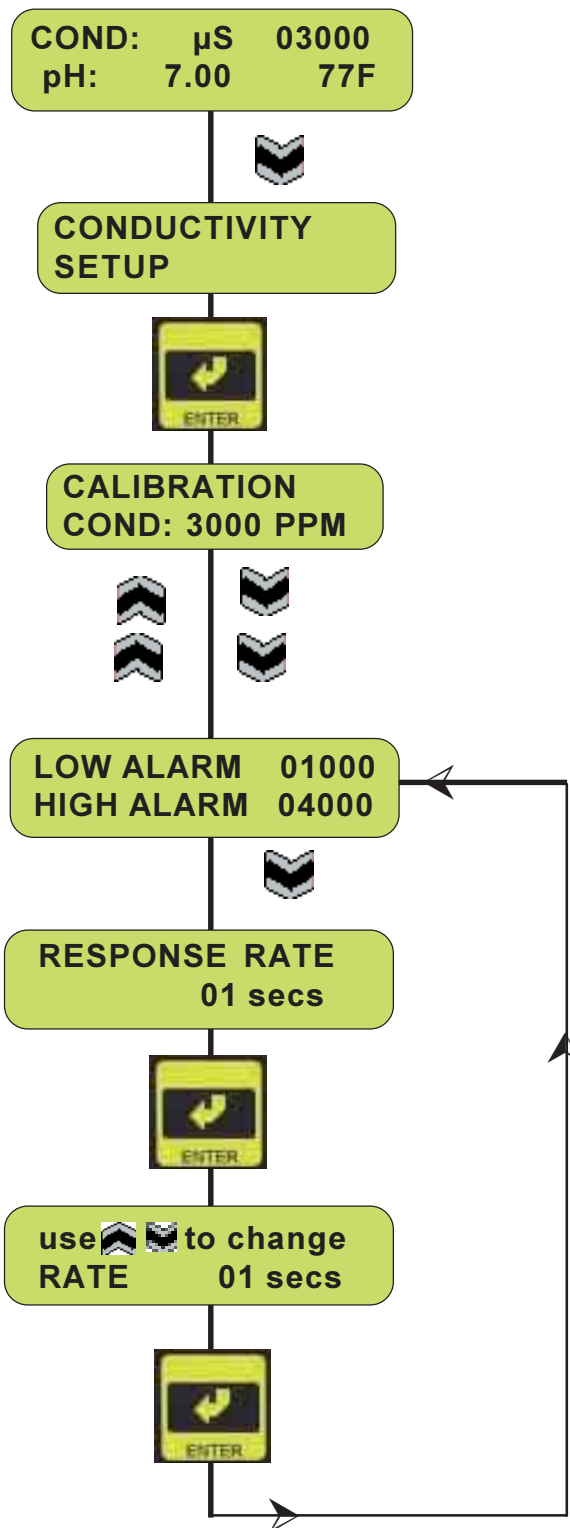 COND: µS 03000
pH: 7.00 77F
CONDUCTIVITY
SETUP
ENTER
CALIBRATION
COND: 3000 PPM
LOW ALARM 01000
HIGH ALARM 04000
RESPONSE RATE
01 secs
ENTER
use to change
RATE 01 secs
ENTER